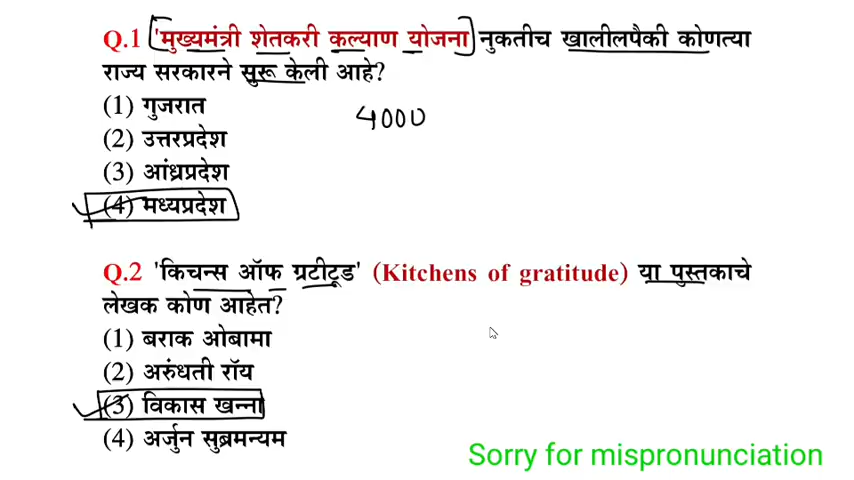 Q.1 'मुख्यमंत्री शेतकरी कल्याण योजना नुकतीच खालीलपैकी कोणत्या
राज्य सरकारने सुरू केली आहे?
(1) गुजरात
4000
(2) उत्तरप्रदेश
(3) आंध्रप्रदेश
(4) मध्यप्रदेश
Q.2 'किचन्स ऑफ ग्रटीटूड' (Kitchens of gratitude) या पुस्तकाचे
लेखक कोण आहेत?
(1) बराक ओबामा
(2) अरुंधती रॉय
(3) विकास खन्ना
(4) अर्जुन सुब्रमन्यम
Sorry for mispronunciation